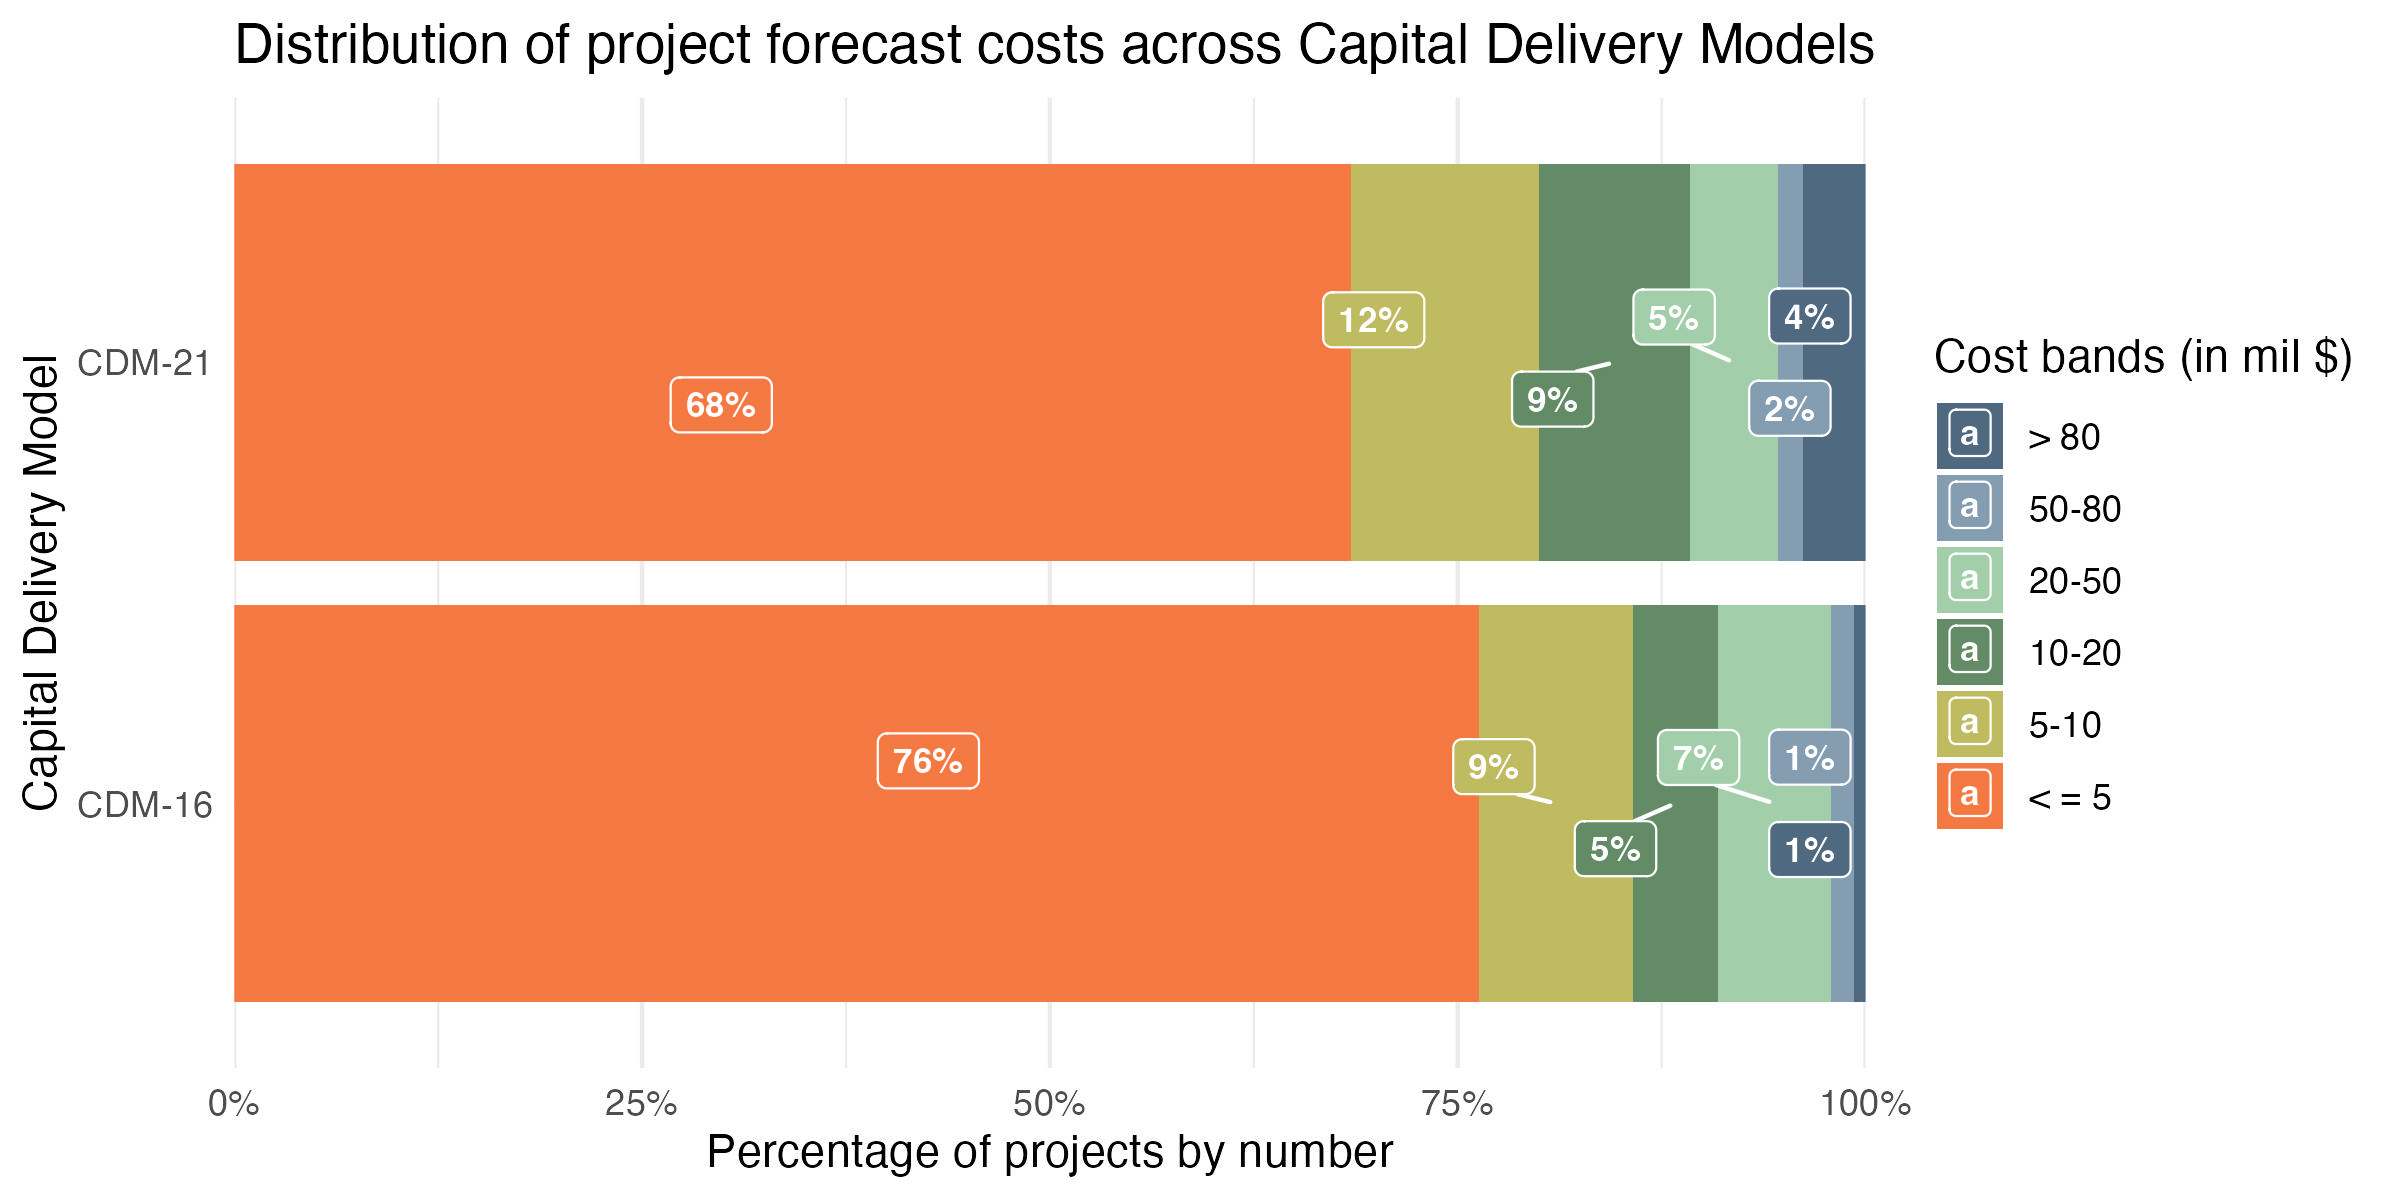 Distribution of project forecast costs across Capital Delivery Models
Capital Delivery Model
CDM-21
68%
12%
9%
5%
2%
4%
CDM-16
76%
9%
5%
7%
1%
1%
0%
25%
50%
75%
100%
Percentage of projects by number
Cost bands (in mil $)
a > 80
a 50-80
a 20-50
a 10-20
a 5-10
a < = 5